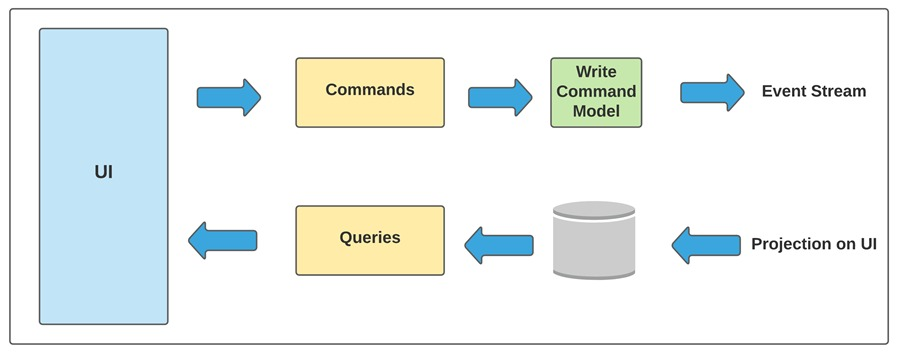 UI
Commands
Write
Command
Model
Event Stream
Queries
Projection on UI